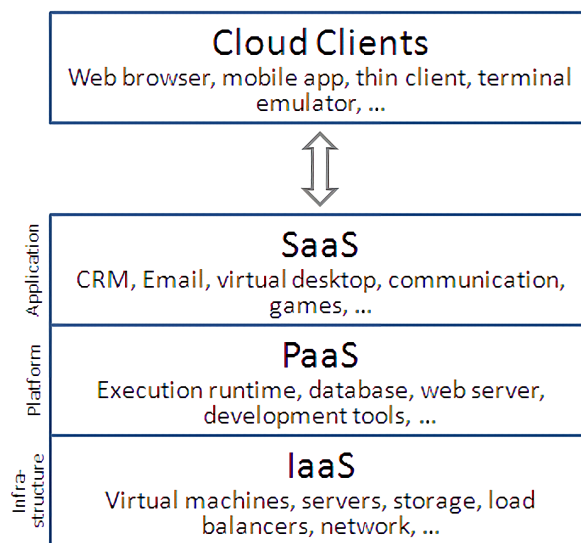 Cloud Clients
Web browser, mobile app, thin client, terminal
emulator, ...
Application
SaaS
CRM, Email, virtual desktop, communication,
games, ...
Platform
PaaS
Execution runtime, database, web server,
development tools, ...
Infra-
structure
IaaS
Virtual machines, servers, storage, load
balancers, network, ...